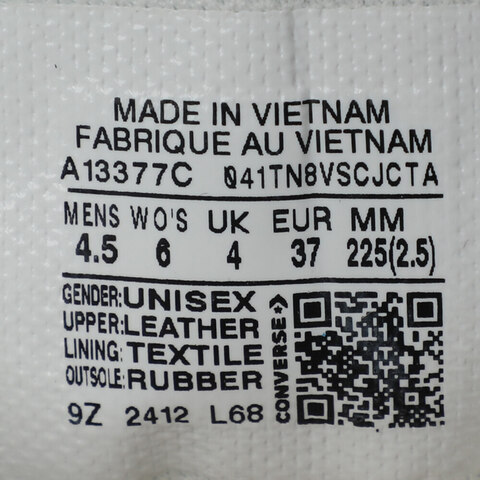 MADE IN VIETNAM
FABRIQUE AU VIETNAM
A13377C 041TN8VSCJCTA
MENS WO'S UK EUR MM
4.5 6 4 37 225(2.5)
GENDER:UNISEX
UPPER:LEATHER
LINING:TEXTILE
OUTSOLE:RUBBER
CONVERSE
9Z 2412 L68